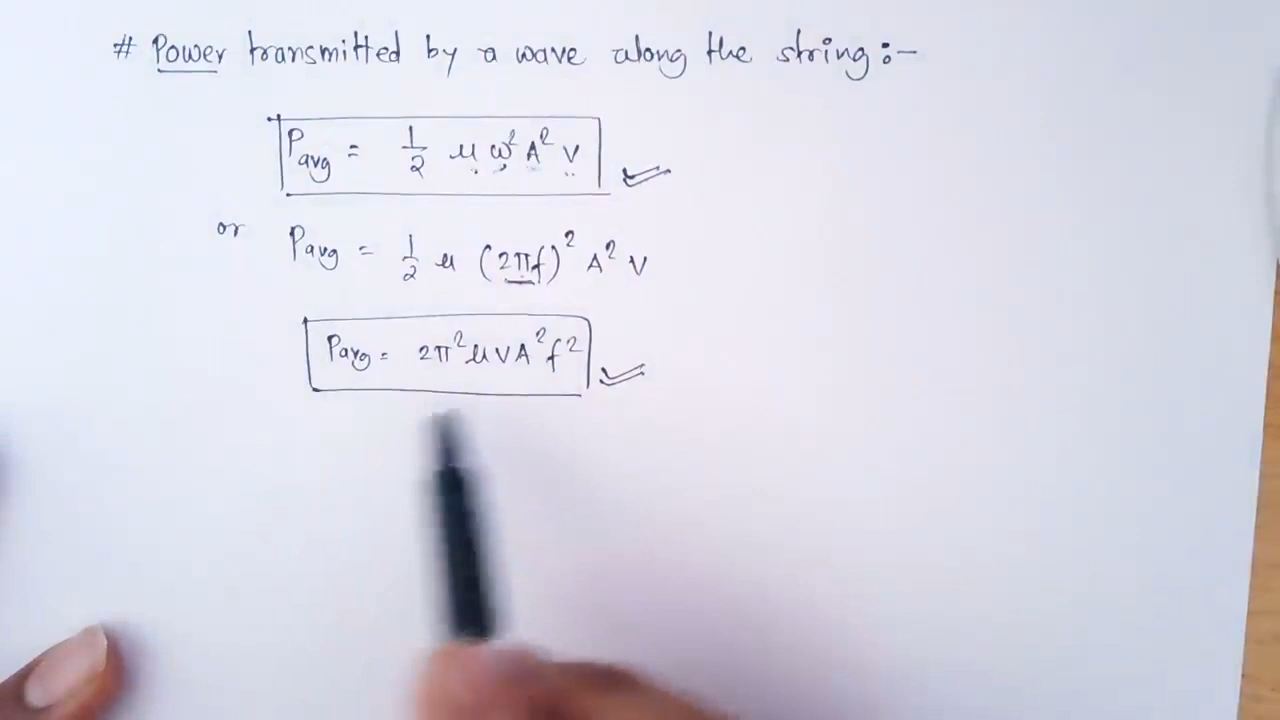 # Power transmitted by a wave along the string :-
Pavg = 1/2 μ ω² A² V
or Pavg = 1/2 μ (2πf)² A² V
Pavg = 2π² μ V A² f²